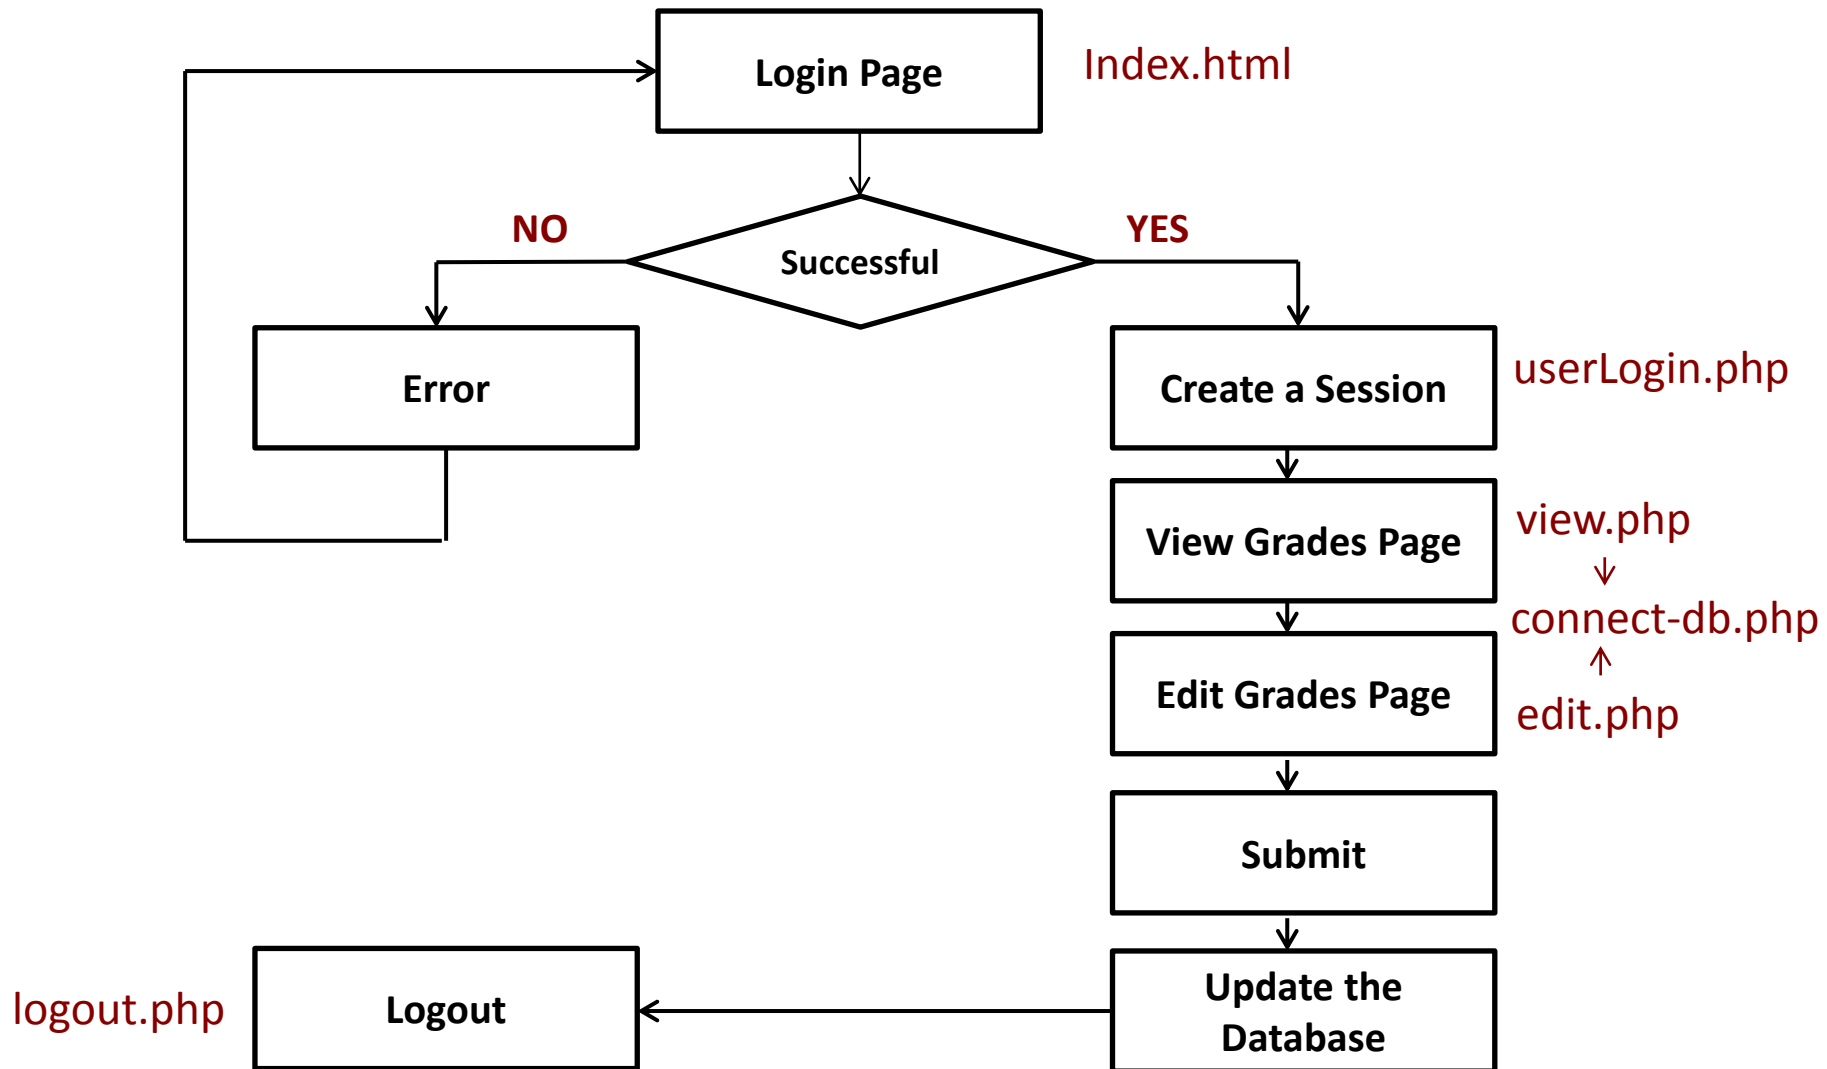 Login Page
Index.html
NO
YES
Successful
Error
Create a Session
userLogin.php
View Grades Page
view.php
connect-db.php
Edit Grades Page
edit.php
Submit
logout.php
Logout
Update the
Database